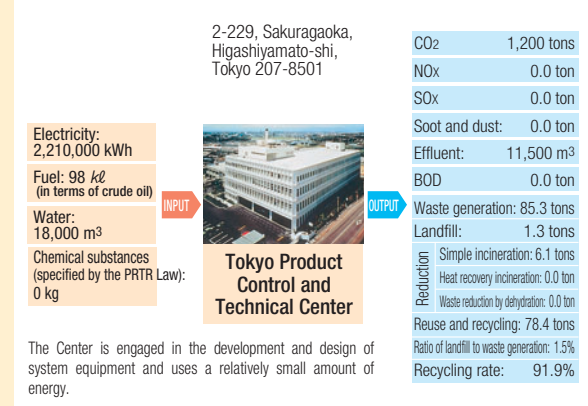 2-229, Sakuragaoka,
Higashiyamato-shi,
Tokyo 207-8501
Electricity:
2,210,000 kWh
Fuel: 98 kℓ
(in terms of crude oil)
Water:
18,000 m3
Chemical substances
(specified by the PRTR Law):
0 kg
INPUT
Tokyo Product
Control and
Technical Center
OUTPUT
CO2 1,200 tons
NOX 0.0 ton
SOX 0.0 ton
Soot and dust: 0.0 ton
Effluent: 11,500 m3
BOD 0.0 ton
Waste generation: 85.3 tons
Landfill: 1.3 tons
Reduction
Simple incineration: 6.1 tons
Heat recovery incineration: 0.0 ton
Waste reduction by dehydration: 0.0 ton
Reuse and recycling: 78.4 tons
Ratio of landfill to waste generation: 1.5%
Recycling rate: 91.9%
The Center is engaged in the development and design of
system equipment and uses a relatively small amount of
energy.